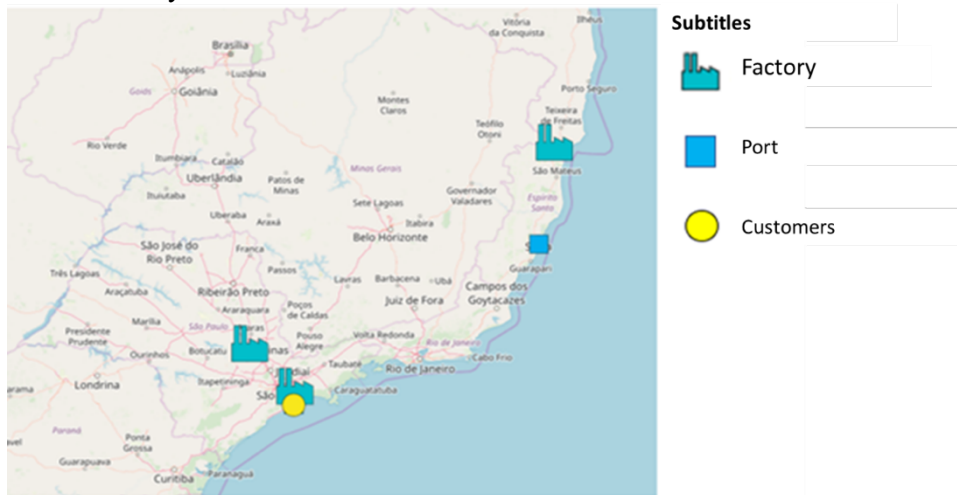 Vitória
da Conquista
Ilhéus
Brasília
Anápolis
Luziânia
Goiás
Goiânia
Porto Seguro
Montes
Claros
Teixeira
de Freitas
Teófilo
Otoni
Rio Verde
Itumbiara
Catalão
Minas Gerais
São Mateus
Uberlândia
Patos de
Minas
Governador
Valadares
Espírito
Santo
Ituiutaba
Sete Lagoas
Uberaba
Araxá
Itabira
Belo Horizonte
São José do
Rio Preto
Franca
Guarapari
Três Lagoas
Passos
Lavras
Barbacena
Ubá
Campos dos
Goytacazes
Araçatuba
Ribeirão Preto
Juiz de Fora
Araraquara
Poços
de Caldas
Marília
São Paulo
Presidente
Prudente
Pouso
Alegre
Volta Redonda
Rio de Janeiro
Ourinhos
Botucatu
Cabo Frio
Taubaté
Rio de Janeiro
Londrina
Itapetininga
Caraguatatuba
São
Paraná
Ponta
Grossa
Guarapuava
Curitiba
Paranaguá
Subtitles
Factory
Port
Customers